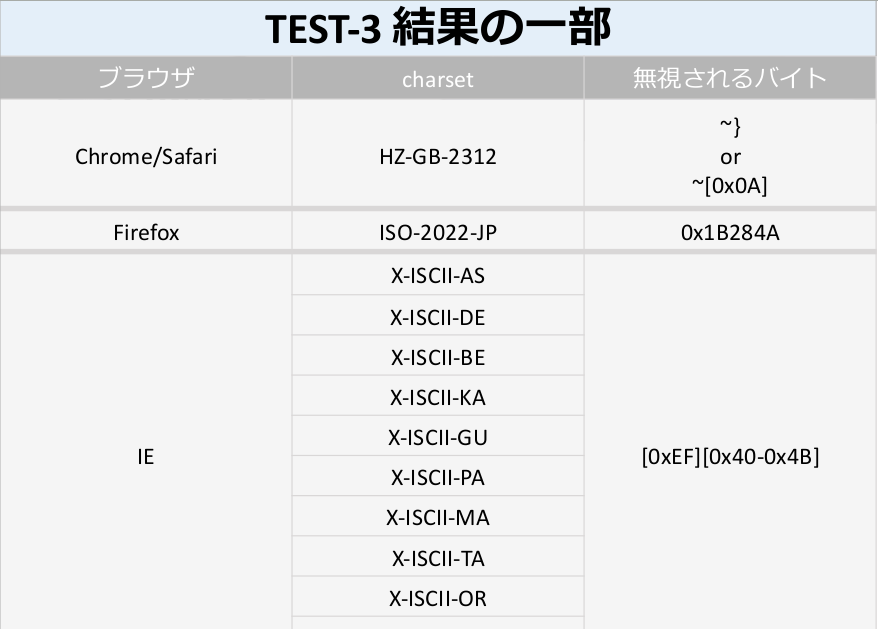 TEST-3 結果の一部
ブラウザ charset 無視されるバイト
Chrome/Safari HZ-GB-2312 ~}
or
~[0x0A]
Firefox ISO-2022-JP 0x1B284A
IE
X-ISCII-AS
X-ISCII-DE
X-ISCII-BE
X-ISCII-KA
X-ISCII-GU
X-ISCII-PA
X-ISCII-MA
X-ISCII-TA
X-ISCII-OR
[0xEF][0x40-0x4B]